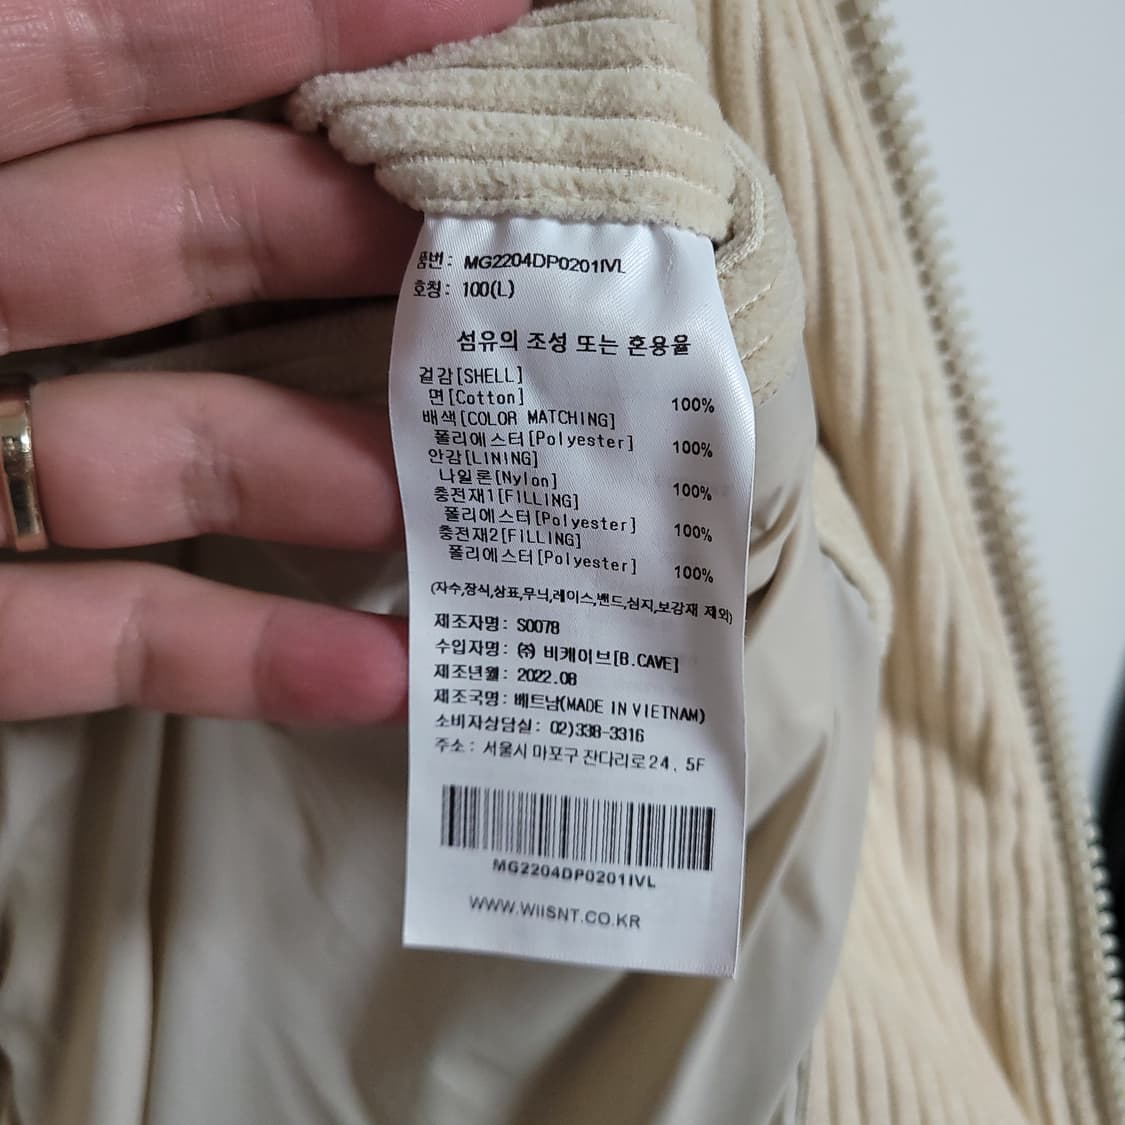 품번: MG2204DP0201IVL
호칭: 100(L)
섬유의 조성 또는 혼용율
겉감[SHELL]
면[Cotton] 100%
배색[COLOR MATCHING]
폴리에스터[Polyester] 100%
안감[LINING]
나일론[Nylon] 100%
충전재1[FILLING]
폴리에스터[Polyester] 100%
충전재2[FILLING]
폴리에스터[Polyester] 100%
(자수,장식,상표,무늬,레이스,밴드,심지,보강재 제외)
제조자명: S0078
수입자명: ㈜ 비케이브[B.CAVE]
제조년월: 2022.08
제조국명: 베트남(MADE IN VIETNAM)
소비자상담실: 02)338-3316
주소: 서울시 마포구 잔다리로24, 5F
MG2204DP0201IVL
WWW.WIISNT.CO.KR